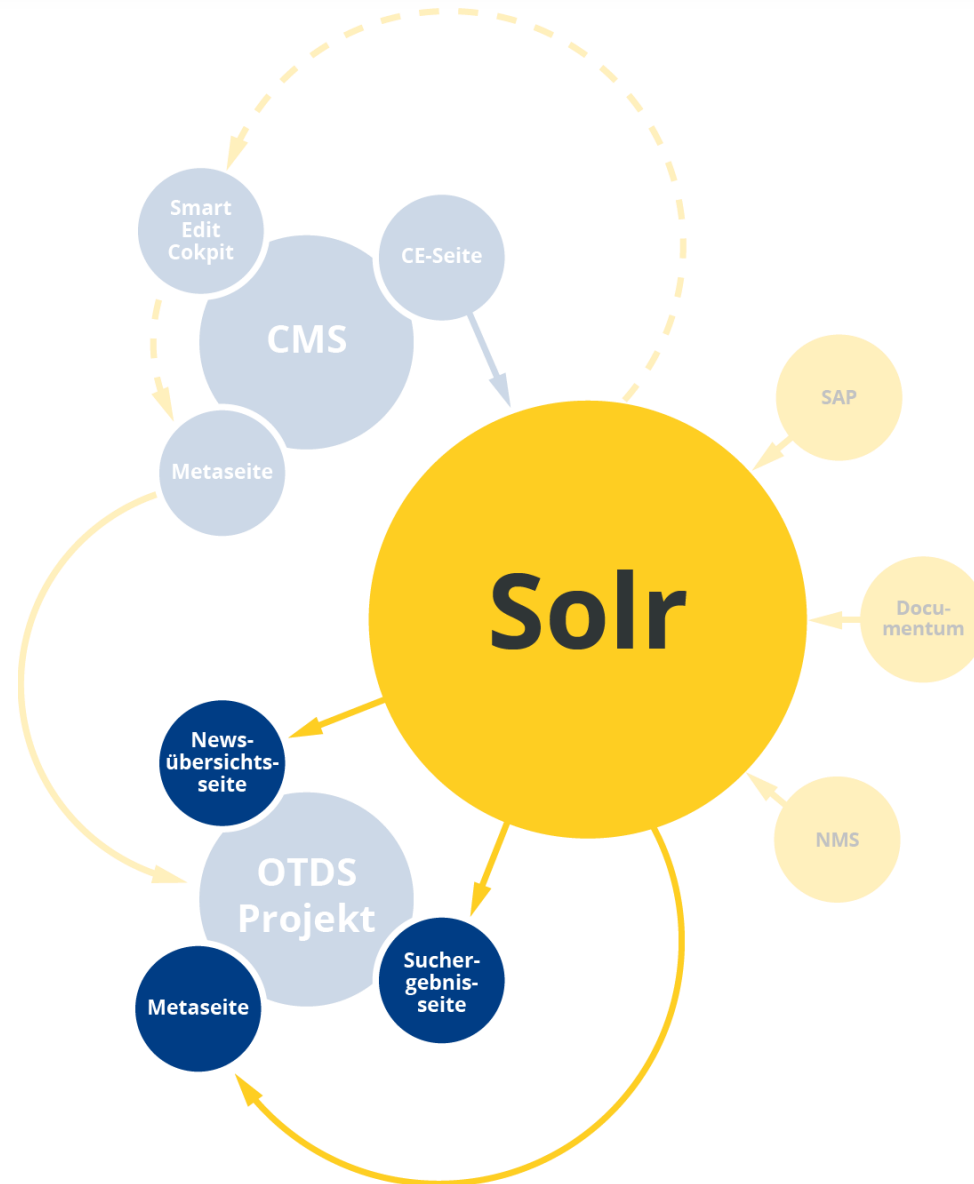 Smart
Edit
Cokpit
CE-Seite
CMS
SAP
Metaseite
Solr
Docu-
mentum
News-
übersichts-
seite
NMS
OTDS
Projekt
Sucher-
gebnis-
seite
Metaseite